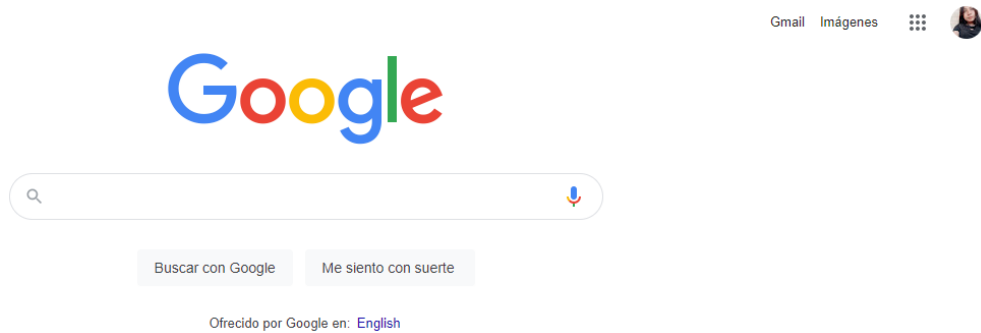 Gmail Imágenes
Google
Buscar con Google Me siento con suerte
Ofrecido por Google en: English